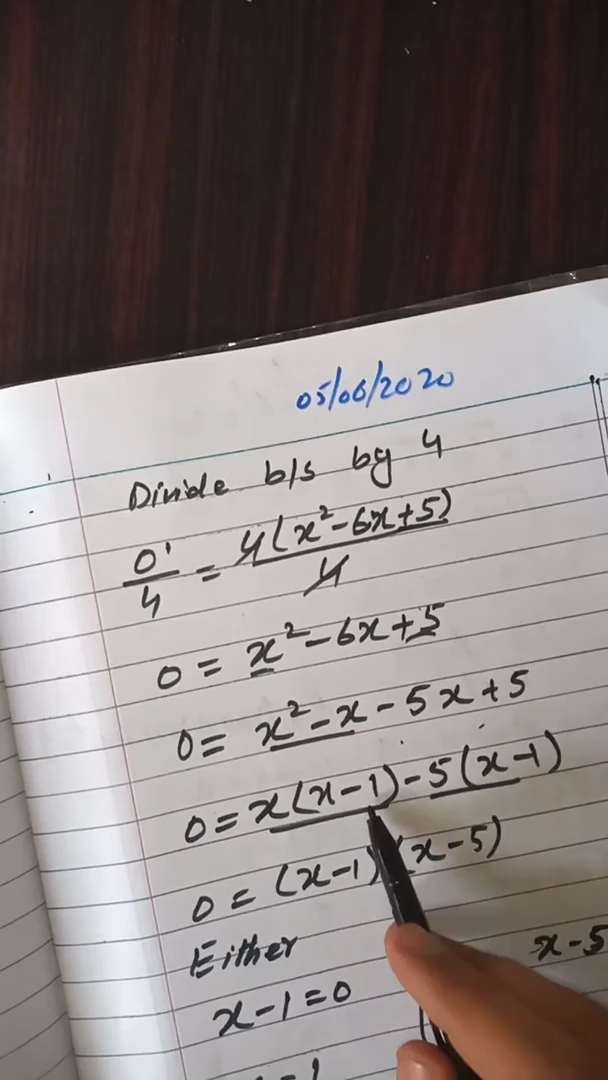 05/06/2020
Divide b/s by 4
0/4 = 4(x²-6x+5)/4
0 = x²-6x+5
0 = x²-x-5x+5
0 = x(x-1)-5(x-1)
0 = (x-1)(x-5)
Either
x-1=0 x-5